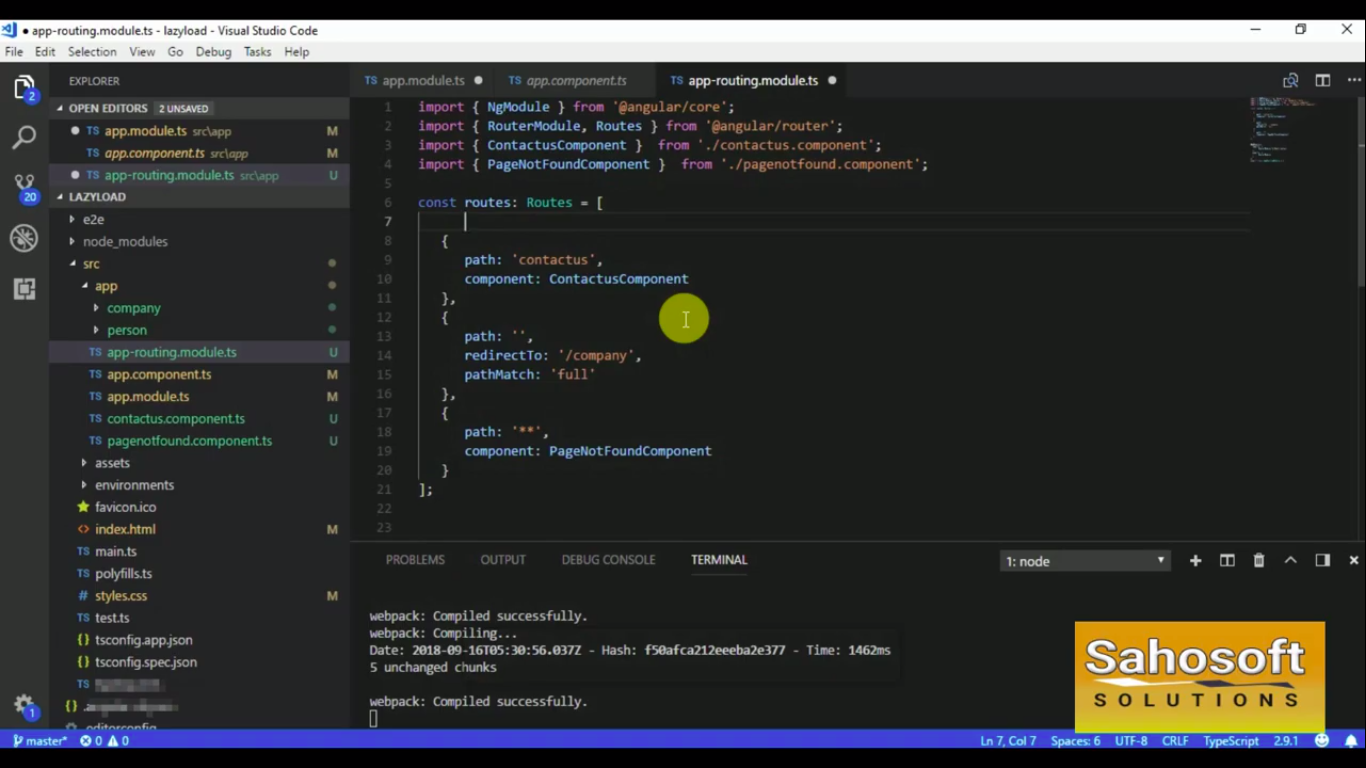 ● app-routing.module.ts - lazyload - Visual Studio Code
File Edit Selection View Go Debug Tasks Help
EXPLORER
OPEN EDITORS 2 UNSAVED
TS app.module.ts src\app M
TS app.component.ts src\app M
TS app-routing.module.ts src\app U
LAZYLOAD
e2e
node_modules
src
app
company
person
TS app-routing.module.ts U
TS app.component.ts M
TS app.module.ts M
TS contactus.component.ts U
TS pagenotfound.component.ts U
assets
environments
favicon.ico
<> index.html M
TS main.ts
TS polyfills.ts
# styles.css M
TS test.ts
{} tsconfig.app.json
{} tsconfig.spec.json
TS
{}
.editorconfig
2
20
1
TS app.module.ts ● TS app.component.ts TS app-routing.module.ts ●
1 import { NgModule } from '@angular/core';
2 import { RouterModule, Routes } from '@angular/router';
3 import { ContactusComponent }  from './contactus.component';
4 import { PageNotFoundComponent }  from './pagenotfound.component';
5
6 const routes: Routes = [
7
8 {
9 path: 'contactus',
10 component: ContactusComponent
11 },
12 {
13 path: '',
14 redirectTo: '/company',
15 pathMatch: 'full'
16 },
17 {
18 path: '**',
19 component: PageNotFoundComponent
20 }
21 ];
22
23
PROBLEMS OUTPUT DEBUG CONSOLE TERMINAL 1: node
webpack: Compiled successfully.
webpack: Compiling...
Date: 2018-09-16T05:30:56.037Z - Hash: f50afca212eeeba2e377 - Time: 1462ms
5 unchanged chunks
webpack: Compiled successfully.
Sahosoft
SOLUTIONS
master* 0 0 Ln 7, Col 7 Spaces: 6 UTF-8 CRLF TypeScript 2.9.1